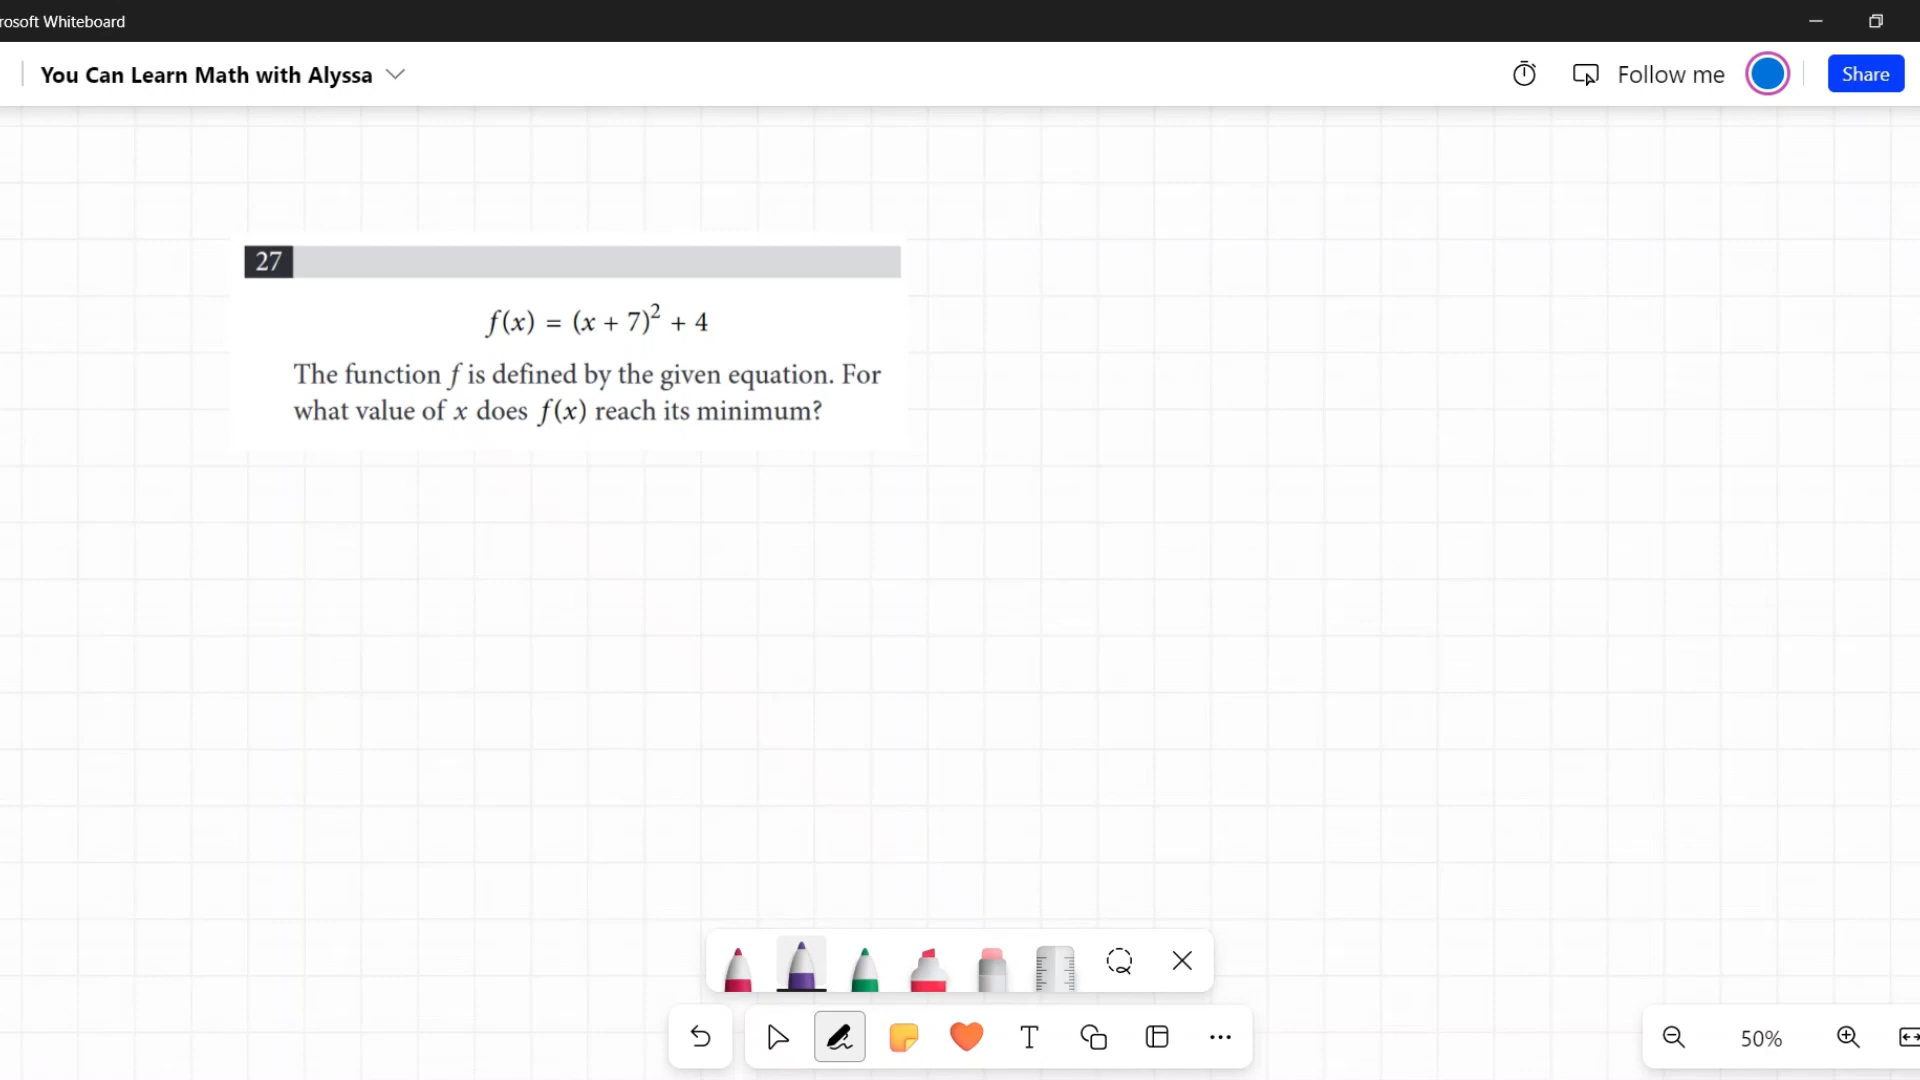 rosoft Whiteboard
You Can Learn Math with Alyssa
Follow me
Share
27
f(x) = (x + 7)² + 4
The function f is defined by the given equation. For
what value of x does f(x) reach its minimum?
T
50%